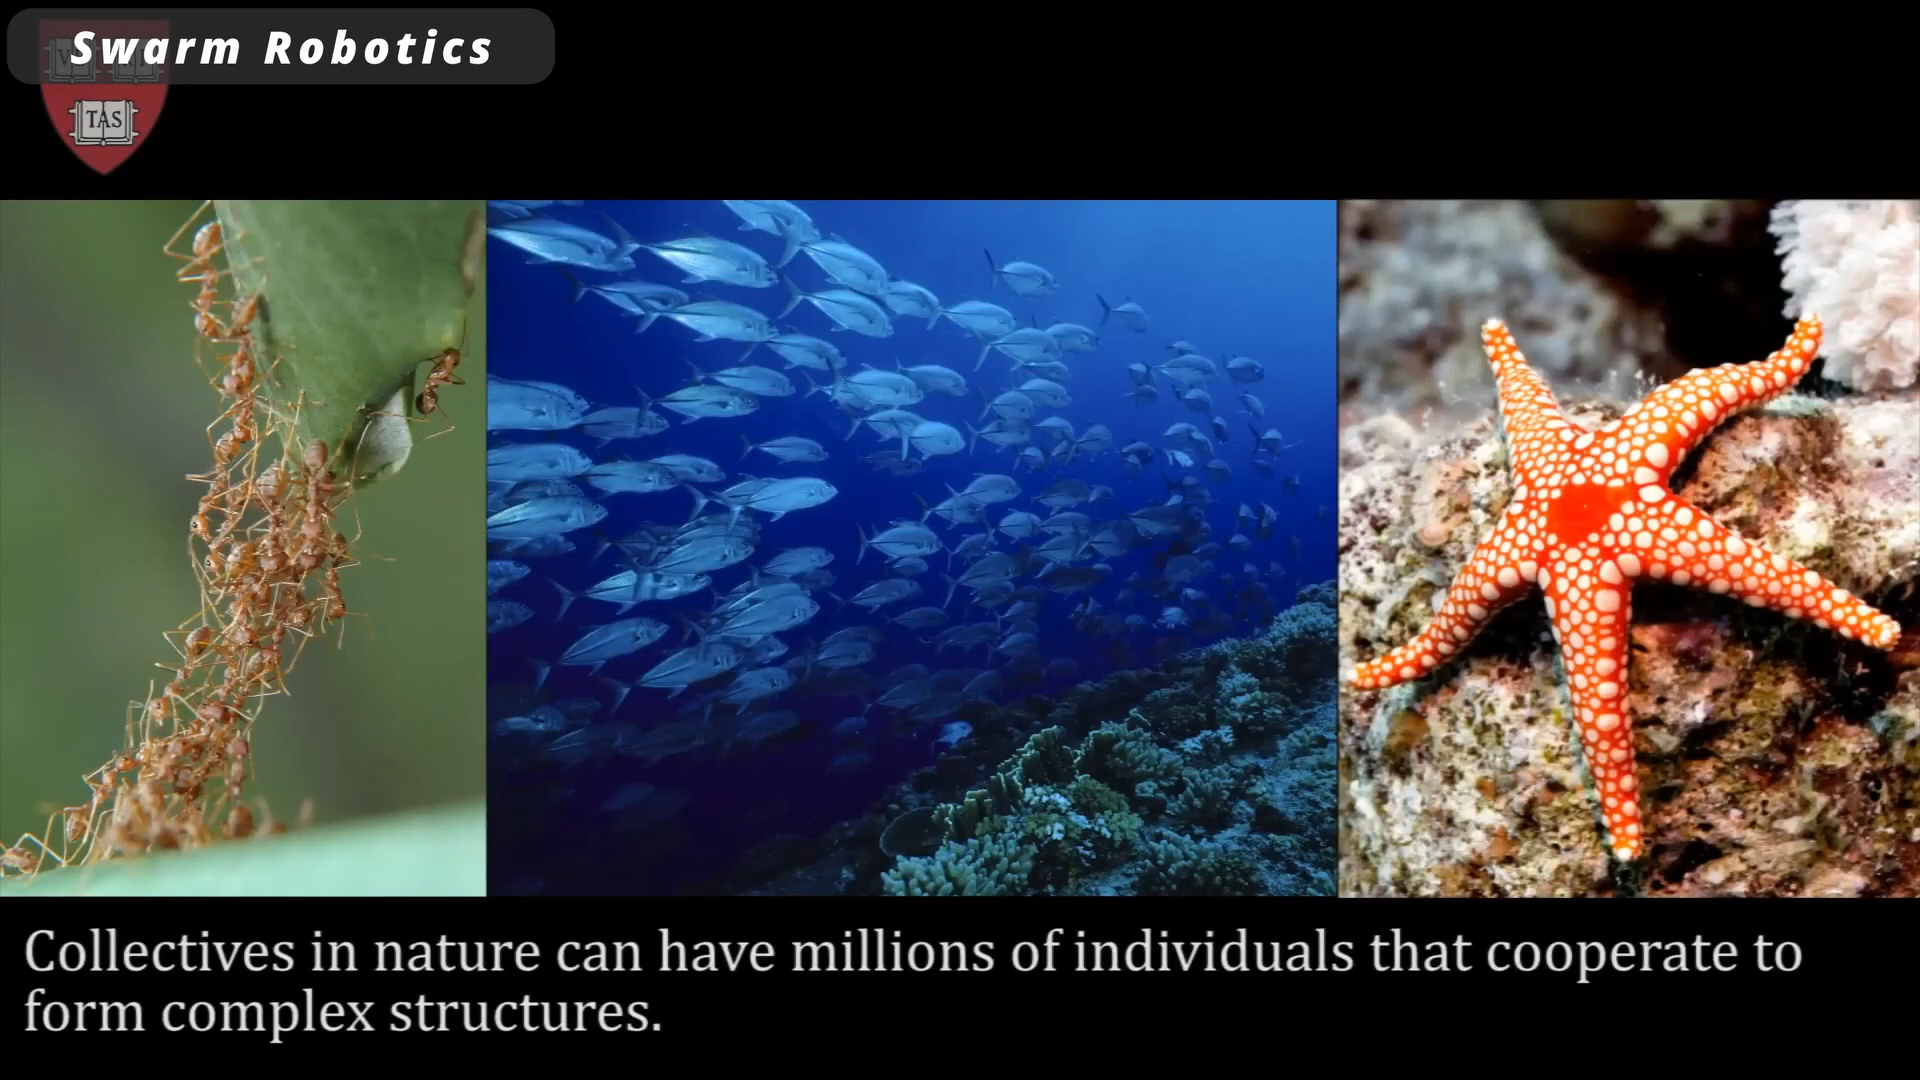 Swarm Robotics
TAS
Collectives in nature can have millions of individuals that cooperate to
form complex structures.